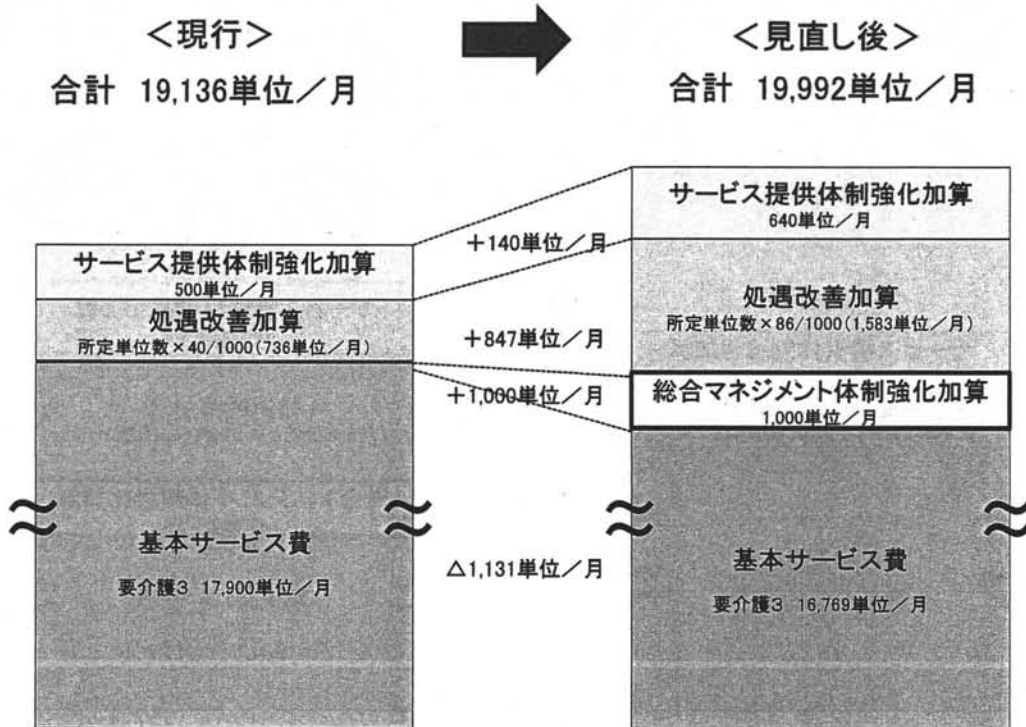 ＜現行＞
合計 19,136単位／月
＜見直し後＞
合計 19,992単位／月
サービス提供体制強化加算
500単位／月
処遇改善加算
所定単位数×40/1000(736単位／月)
基本サービス費
要介護3 17,900単位／月
＋140単位／月
＋847単位／月
＋1,000単位／月
△1,131単位／月
サービス提供体制強化加算
640単位／月
処遇改善加算
所定単位数×86/1000(1,583単位／月)
総合マネジメント体制強化加算
1,000単位／月
基本サービス費
要介護3 16,769単位／月